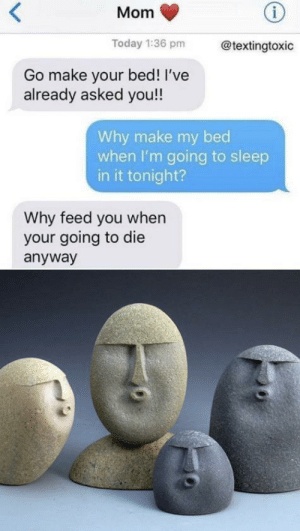 Mom
Today 1:36 pm
@textingtoxic
Go make your bed! I've
already asked you!!
Why make my bed
when I'm going to sleep
in it tonight?
Why feed you when
your going to die
anyway